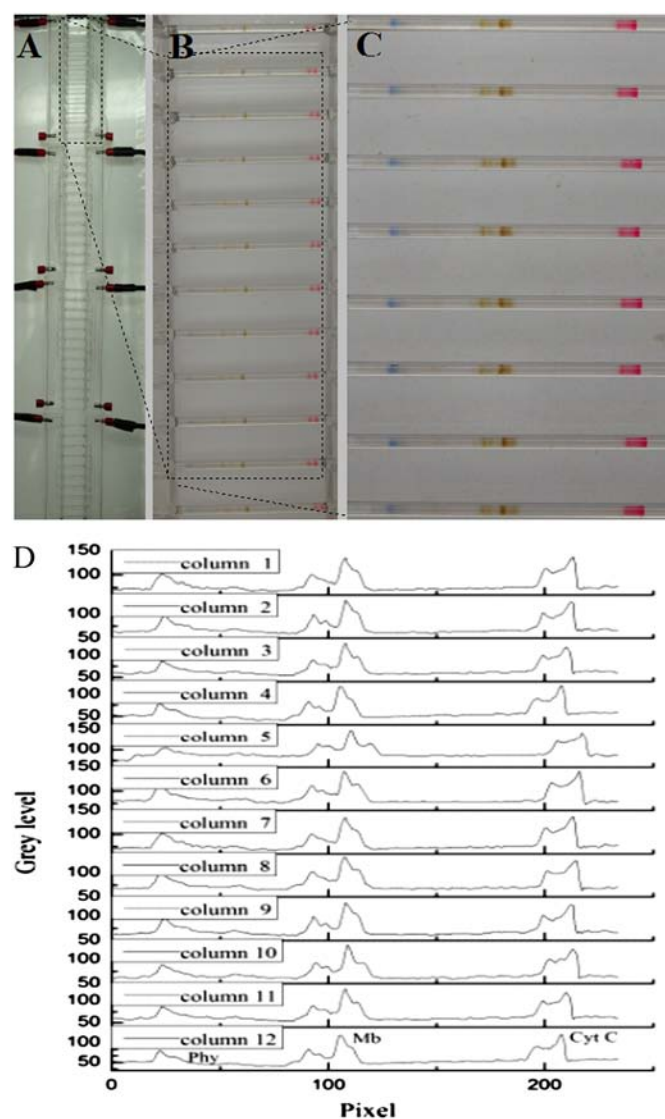 A B C
D
150
100
column 1
100
50
column 2
100
50
column 3
100
50
column 4
150
100
column 5
100
150
column 6
100
50
column 7
100
50
column 8
100
50
column 9
100
50
column 10
100
50
column 11
100
50
column 12
Phy Mb Cyt C
Grey level
0 100 200
Pixel